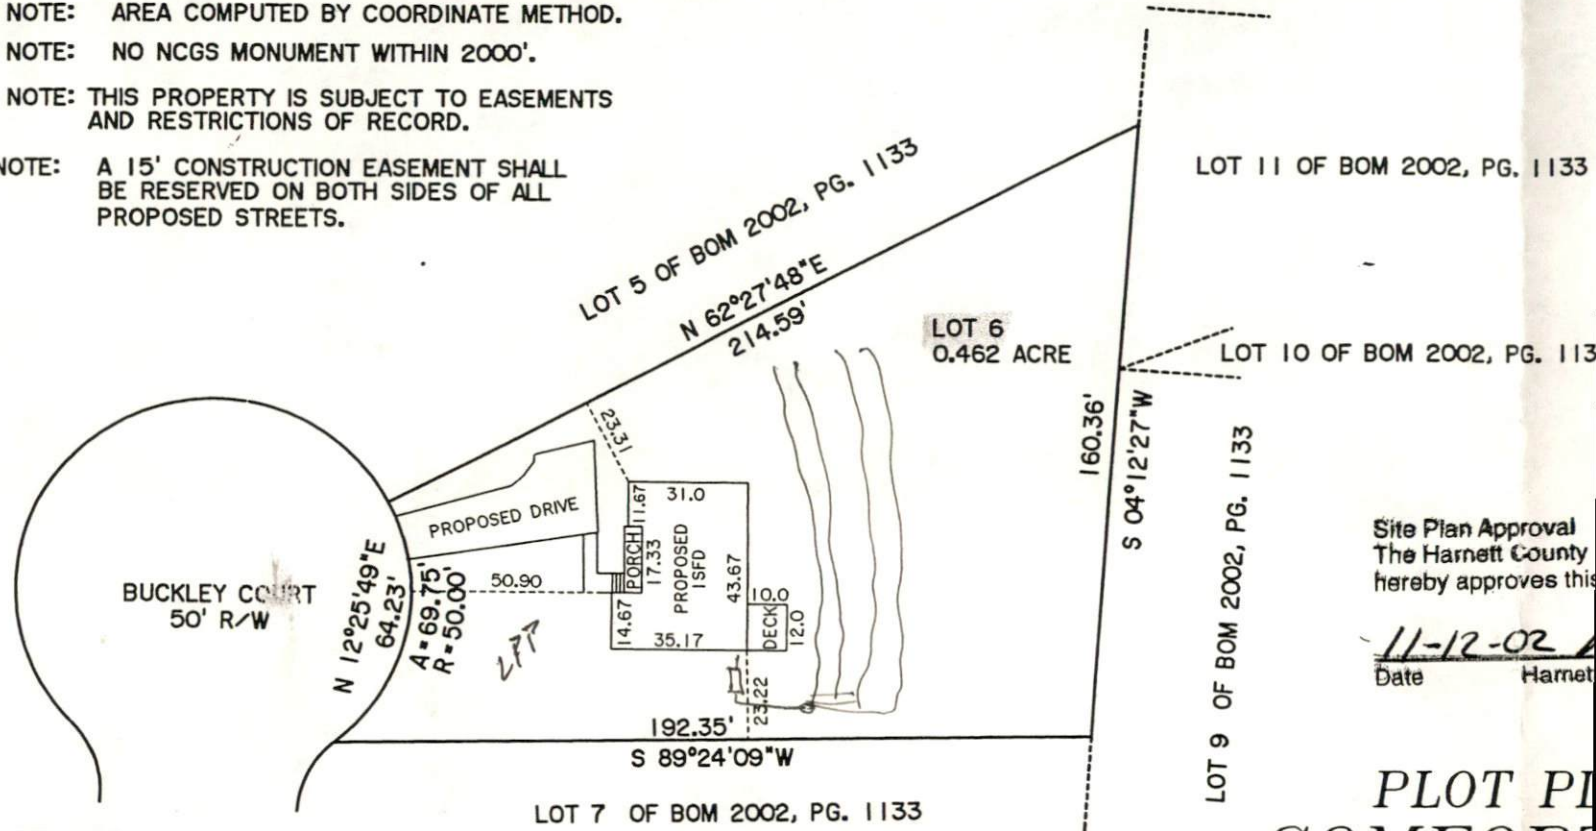 NOTE: AREA COMPUTED BY COORDINATE METHOD.
NOTE: NO NCGS MONUMENT WITHIN 2000'.
NOTE: THIS PROPERTY IS SUBJECT TO EASEMENTS
AND RESTRICTIONS OF RECORD.
NOTE: A 15' CONSTRUCTION EASEMENT SHALL
BE RESERVED ON BOTH SIDES OF ALL
PROPOSED STREETS.
LOT 5 OF BOM 2002, PG. 1133
N 62°27'48"E
214.59'
LOT 11 OF BOM 2002, PG. 1133
LOT 6
0.462 ACRE
LOT 10 OF BOM 2002, PG. 113
160.36'
S 04°12'27"W
LOT 9 OF BOM 2002, PG. 1133
23.31
PROPOSED DRIVE
11.67
31.0
PORCH
17.33
PROPOSED
ISFD
43.67
50.90
14.67
35.17
10.0
DECK
12.0
23.22
BUCKLEY COURT
50' R/W
N 12°25'49"E
64.23'
A=69.75'
R=50.00'
192.35'
S 89°24'09"W
LOT 7 OF BOM 2002, PG. 1133
Site Plan Approval
The Harnett County
hereby approves this
11-12-02
Date Harnet
PLOT PL